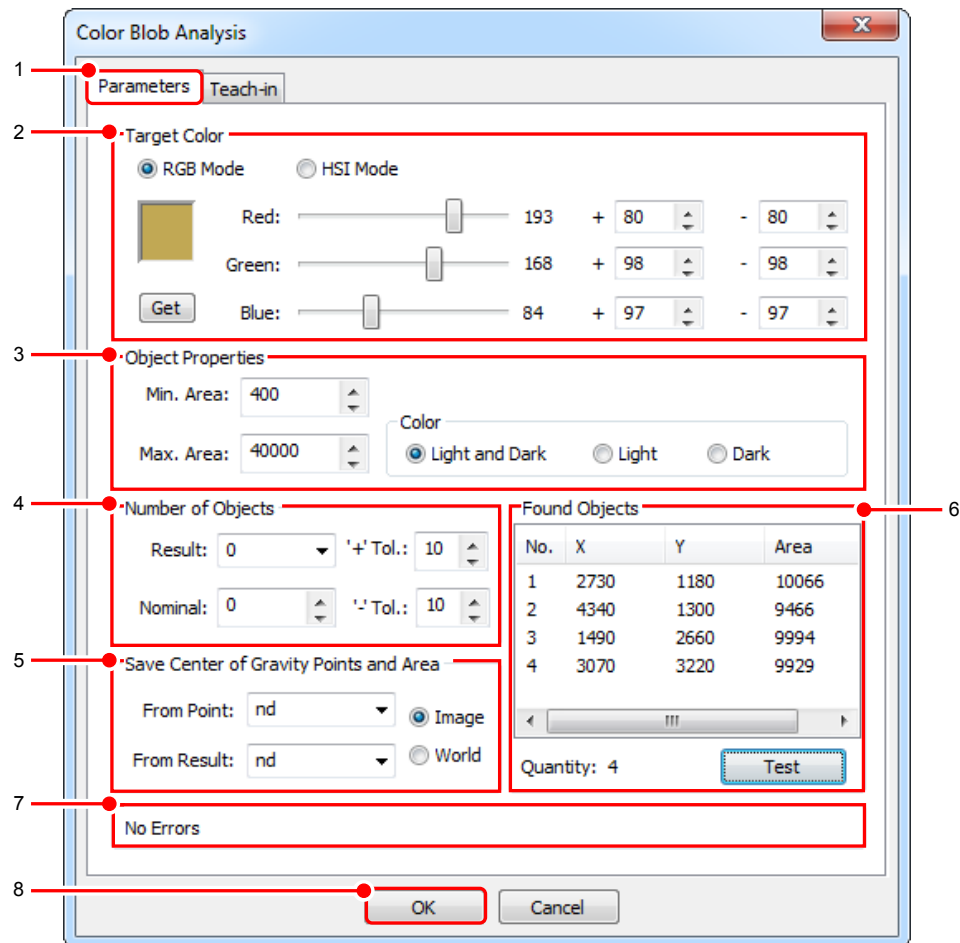 Color Blob Analysis
1
Parameters Teach-in
2
Target Color
RGB Mode HSI Mode
Red: 193 + 80 - 80
Green: 168 + 98 - 98
Get Blue: 84 + 97 - 97
3
Object Properties
Min. Area: 400
Color
Max. Area: 40000 Light and Dark Light Dark
4
Number of Objects
Result: 0 '+' Tol.: 10
Nominal: 0 '-' Tol.: 10
6
Found Objects
No. X Y Area
1 2730 1180 10066
2 4340 1300 9466
3 1490 2660 9994
4 3070 3220 9929
Quantity: 4 Test
5
Save Center of Gravity Points and Area
From Point: nd Image
From Result: nd World
7
No Errors
8
OK Cancel